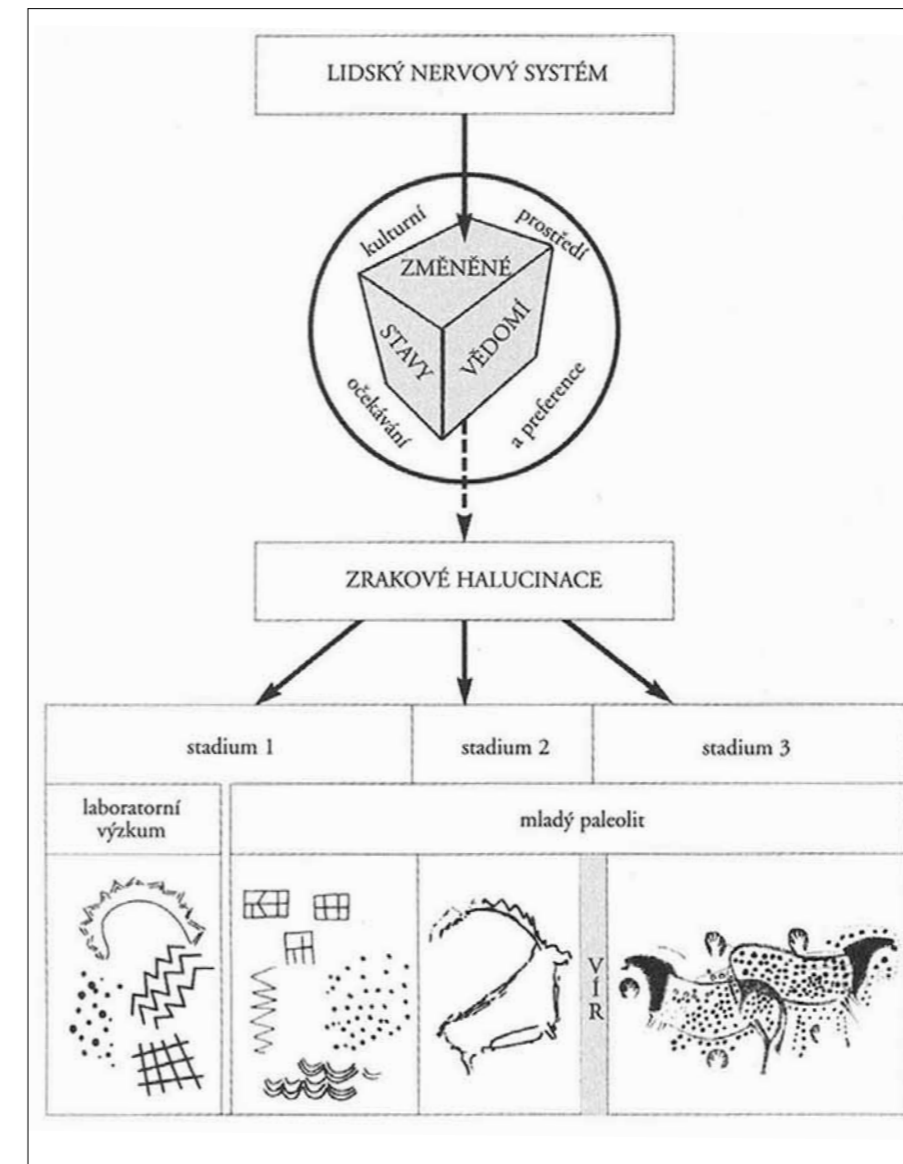 LIDSKÝ NERVOVÝ SYSTÉM
kulturní
prostředí
ZMĚNĚNÉ
STAVY
VĚDOMÍ
očekávání
a preference
ZRAKOVÉ HALUCINACE
stadium 1
stadium 2
stadium 3
laboratorní
výzkum
mladý paleolit
VÍR